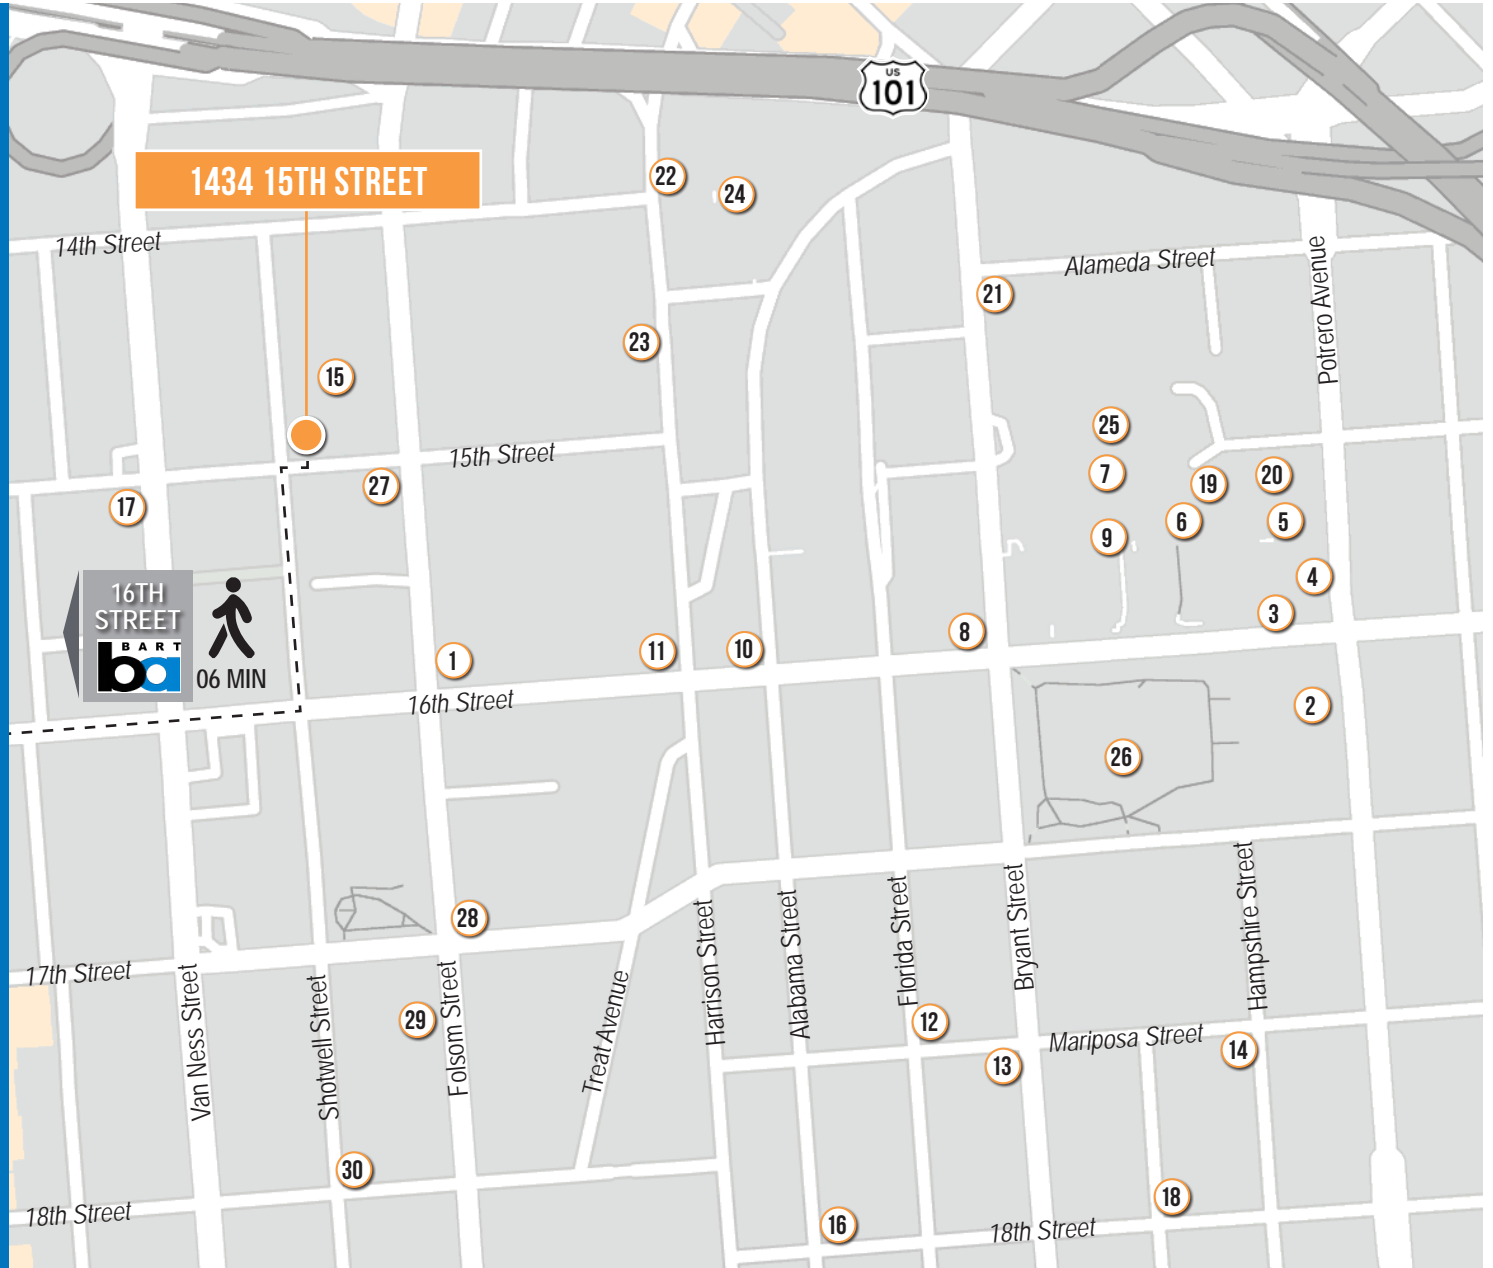 US
101
1434 15TH STREET
22
24
14th Street
Alameda Street
Potrero Avenue
21
23
15
25
15th Street
7
20
27
19
17
6
5
9
4
16TH
STREET
BART
ba
06 MIN
3
8
11
10
1
16th Street
2
26
28
Hampshire Street
Bryant Street
Florida Street
Alabama Street
Harrison Street
17th Street
Van Ness Street
Shotwell Street
Folsom Street
Treat Avenue
29
12
Mariposa Street
14
13
30
18
16
18th Street
18th Street